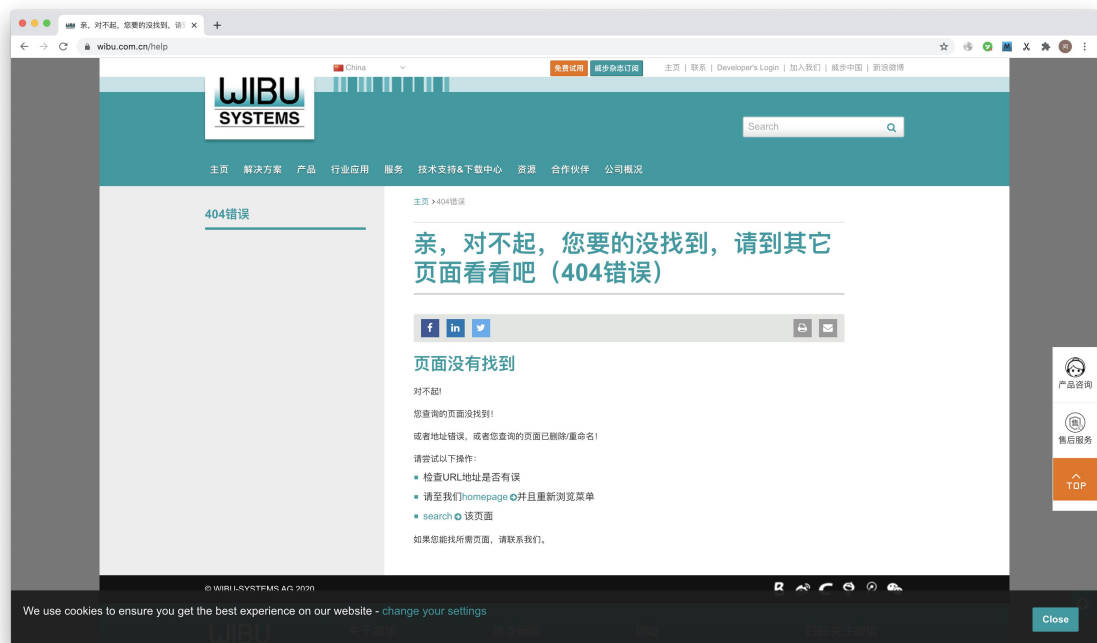 亲，对不起，您要的没找到，请
wibu.com.cn/help
China
免费试用
威步杂志订阅
主页 | 联系 | Developer's Login | 加入我们 | 威步中国 | 新浪微博
WIBU
SYSTEMS
Search
主页 解决方案 产品 行业应用 服务 技术支持&下载中心 资源 合作伙伴 公司概况
404错误
主页 >404错误
亲，对不起，您要的没找到，请到其它
页面看看吧（404错误）
页面没有找到
对不起!
您查询的页面没找到!
或者地址错误，或者您查询的页面已删除/重命名!
请尝试以下操作:
检查URL地址是否有误
请至我们homepage并且重新浏览菜单
search 该页面
如果您能找所需页面，请联系我们。
产品咨询
售
售后服务
TOP
© WIBU-SYSTEMS AG 2020
We use cookies to ensure you get the best experience on our website - change your settings
Close
WIBU